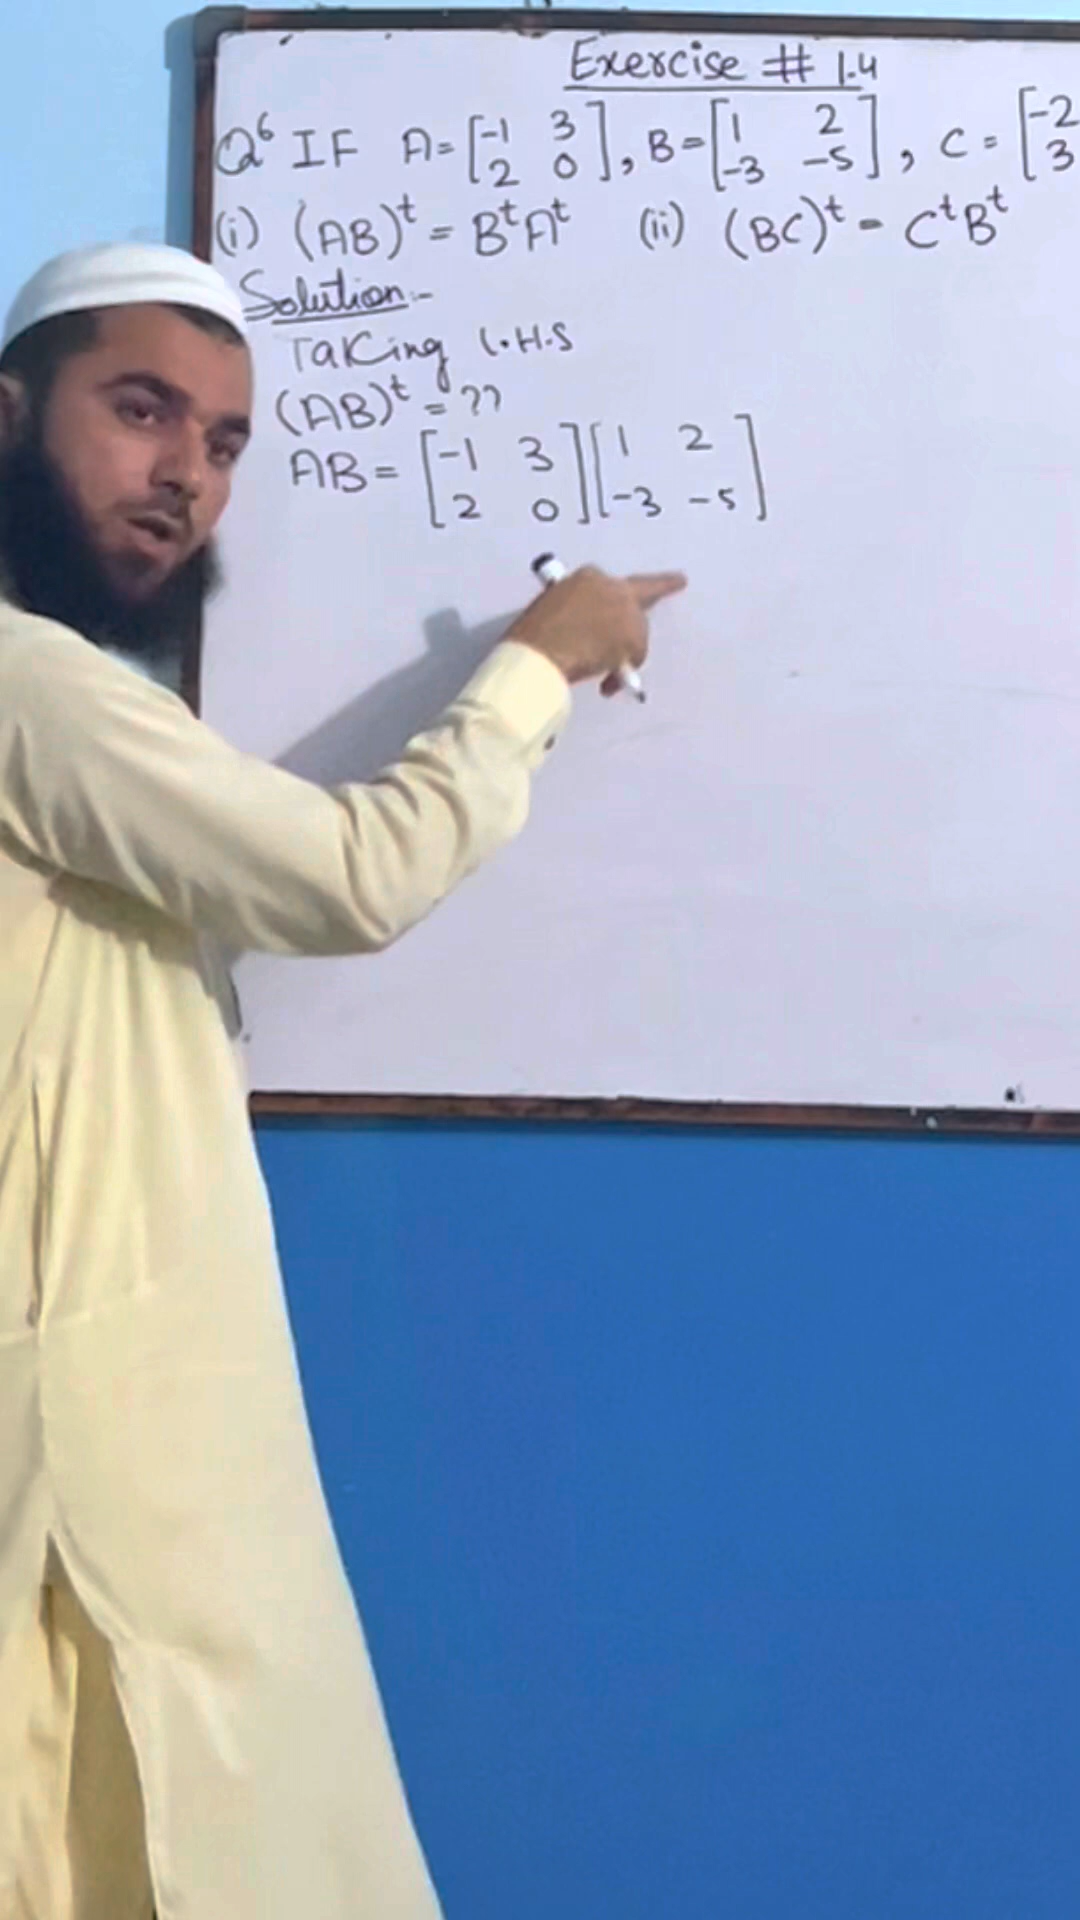 Exercise # 1.4
Q6 IF A = [-1 3 2 0], B = [1 2 -3 -5], C = [-2 3
(i) (AB)^t = B^t A^t (ii) (BC)^t = C^t B^t
Solution:-
Taking L.H.S
(AB)^t = ??
AB = [-1 3 2 0] [1 2 -3 -5]